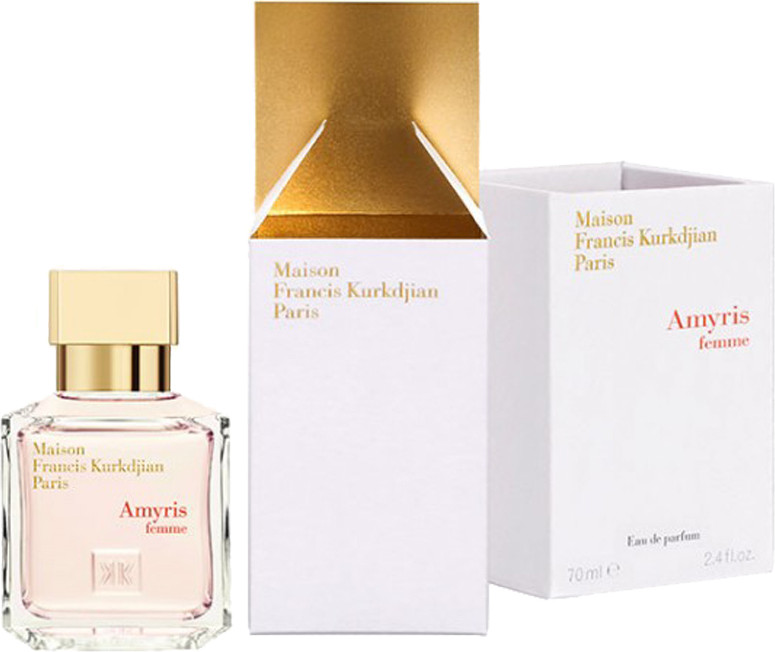 Maison
Francis Kurkdjian
Paris
Amyris
femme
Maison
Francis Kurkdjian
Paris
Maison
Francis Kurkdjian
Paris
Amyris
femme
Eau de parfum
70 ml ℮ 2.4 fl.oz.